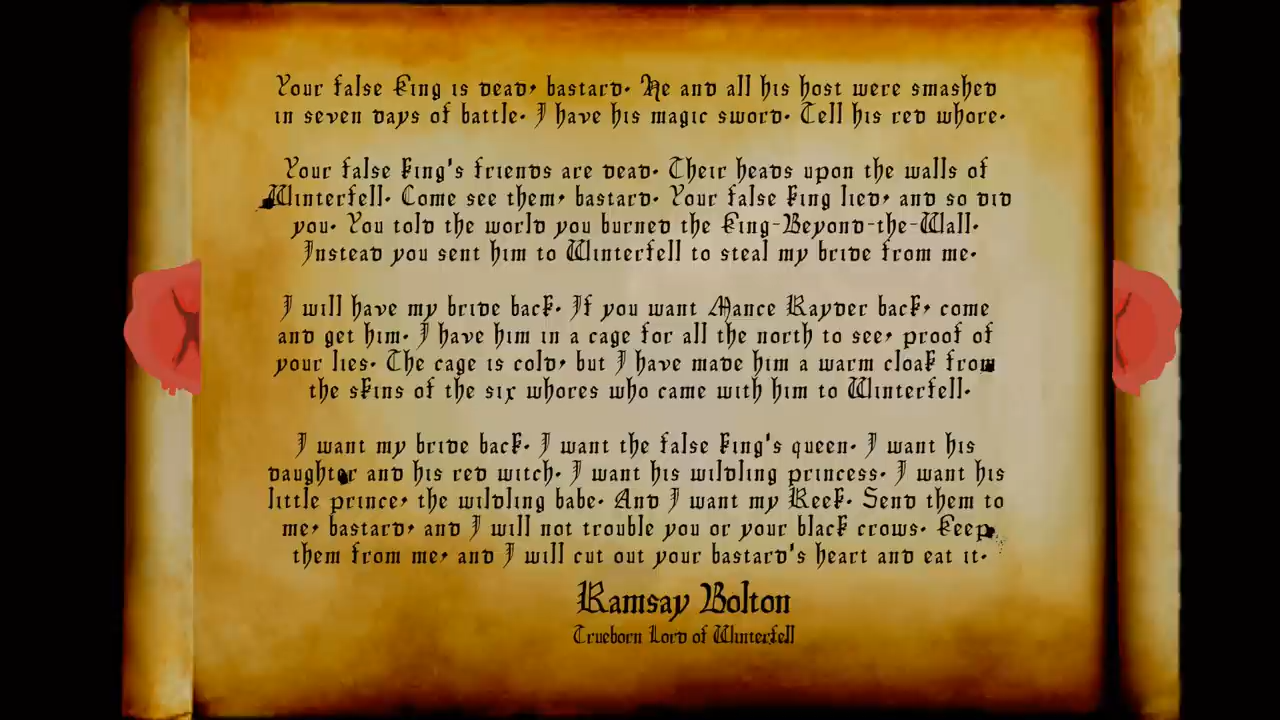 Your false king is dead, bastard. He and all his host were smashed
in seven days of battle. I have his magic sword. Tell his red whore.
Your false king's friends are dead. Their heads upon the walls of
Winterfell. Come see them, bastard. Your false king lied, and so did
you. You told the world you burned the King-Beyond-the-Wall.
Instead you sent him to Winterfell to steal my bride from me.
I will have my bride back. If you want Mance Rayder back, come
and get him. I have him in a cage for all the north to see, proof of
your lies. The cage is cold, but I have made him a warm cloak from
the skins of the six whores who came with him to Winterfell.
I want my bride back. I want the false king's queen. I want his
daughter and his red witch. I want his wildling princess. I want his
little prince, the wildling babe. And I want my Reek. Send them to
me, bastard, and I will not trouble you or your black crows. Keep
them from me, and I will cut out your bastard's heart and eat it.
Ramsay Bolton
Trueborn Lord of Winterfell